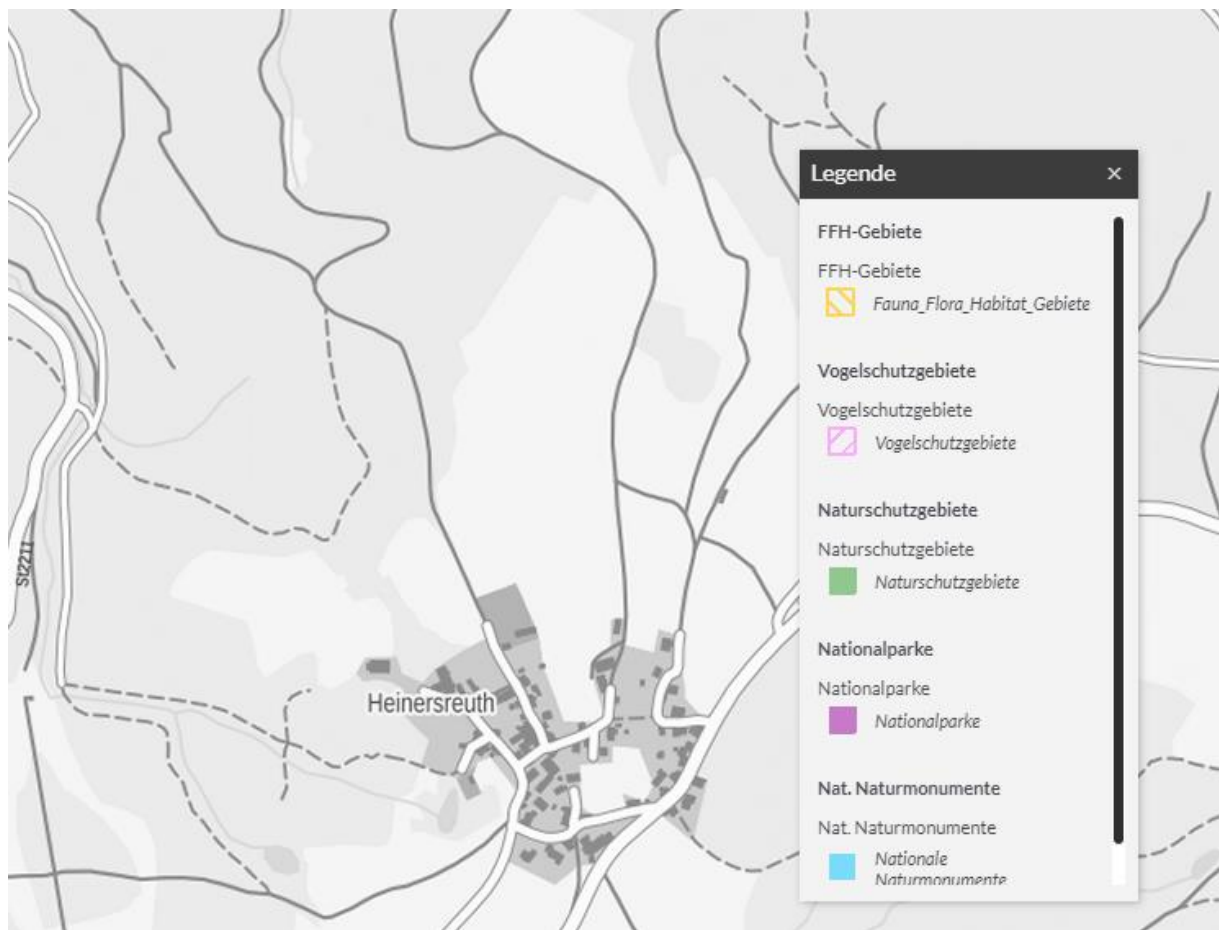 Legende
FFH-Gebiete
FFH-Gebiete
Fauna_Flora_Habitat_Gebiete
Vogelschutzgebiete
Vogelschutzgebiete
Vogelschutzgebiete
Naturschutzgebiete
Naturschutzgebiete
Naturschutzgebiete
Nationalparke
Nationalparke
Nationalparke
Nat. Naturmonumente
Nat. Naturmonumente
Nationale
Naturmonumente
St2211
Heinersreuth